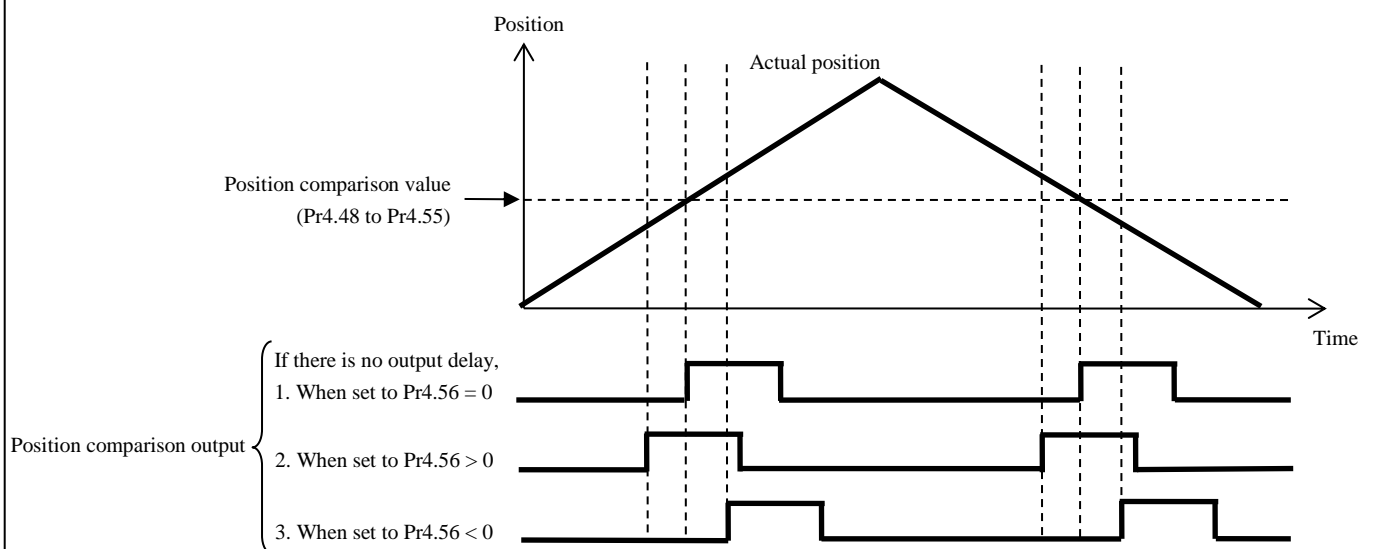 Position
Actual position
Position comparison value
(Pr4.48 to Pr4.55)
Time
If there is no output delay,
1. When set to Pr4.56 = 0
Position comparison output
2. When set to Pr4.56 > 0
3. When set to Pr4.56 < 0